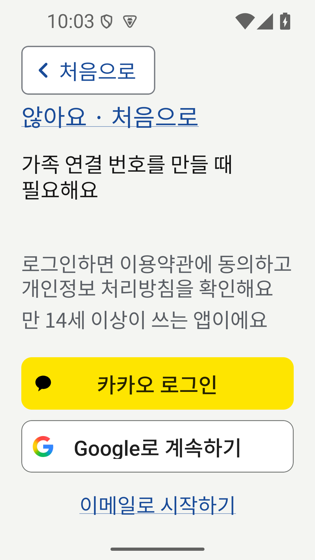 10:03
처음으로
않아요 · 처음으로
가족 연결 번호를 만들 때
필요해요
로그인하면 이용약관에 동의하고
개인정보 처리방침을 확인해요
만 14세 이상이 쓰는 앱이에요
카카오 로그인
Google로 계속하기
이메일로 시작하기